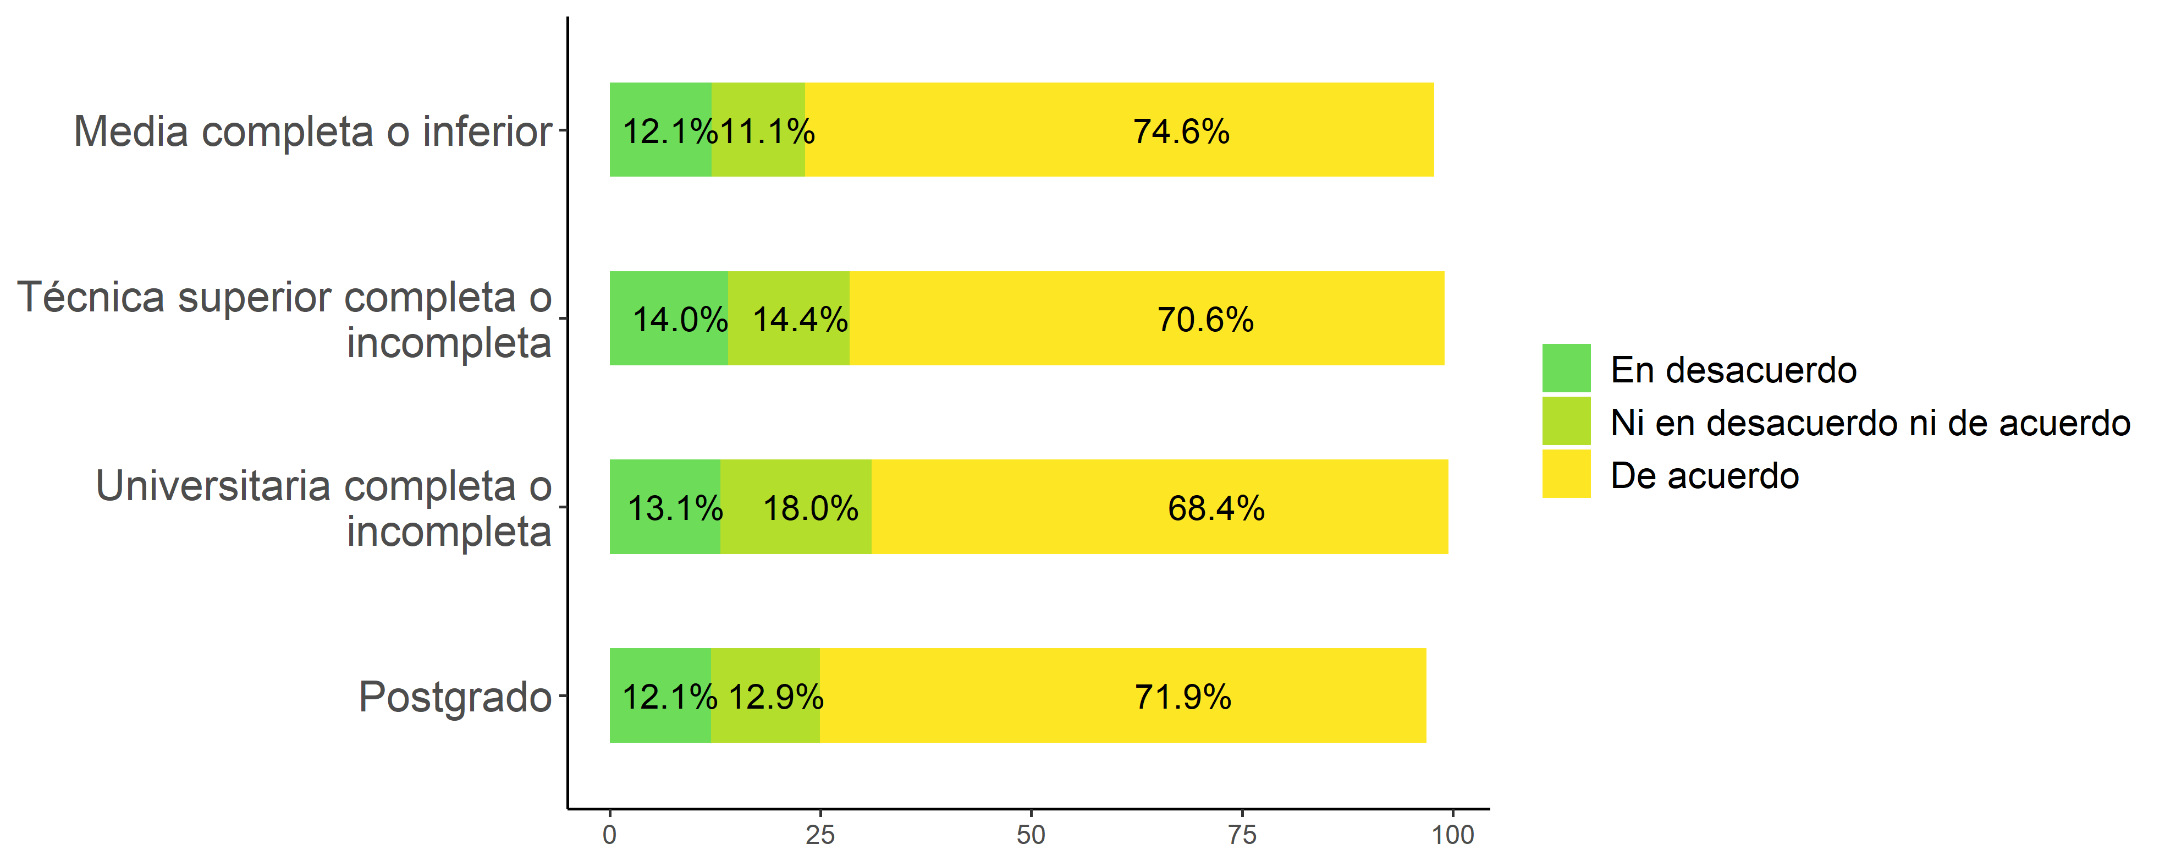 Media completa o inferior
12.1%
11.1%
74.6%
Técnica superior completa o
incompleta
14.0%
14.4%
70.6%
Universitaria completa o
incompleta
13.1%
18.0%
68.4%
Postgrado
12.1%
12.9%
71.9%
0
25
50
75
100
En desacuerdo
Ni en desacuerdo ni de acuerdo
De acuerdo